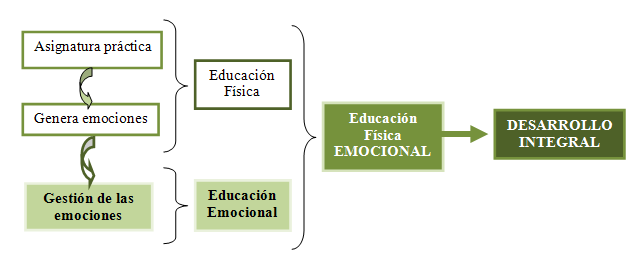 Asignatura práctica
Genera emociones
Gestión de las
emociones
Educación
Física
Educación
Emocional
Educación
Física
EMOCIONAL
DESARROLLO
INTEGRAL